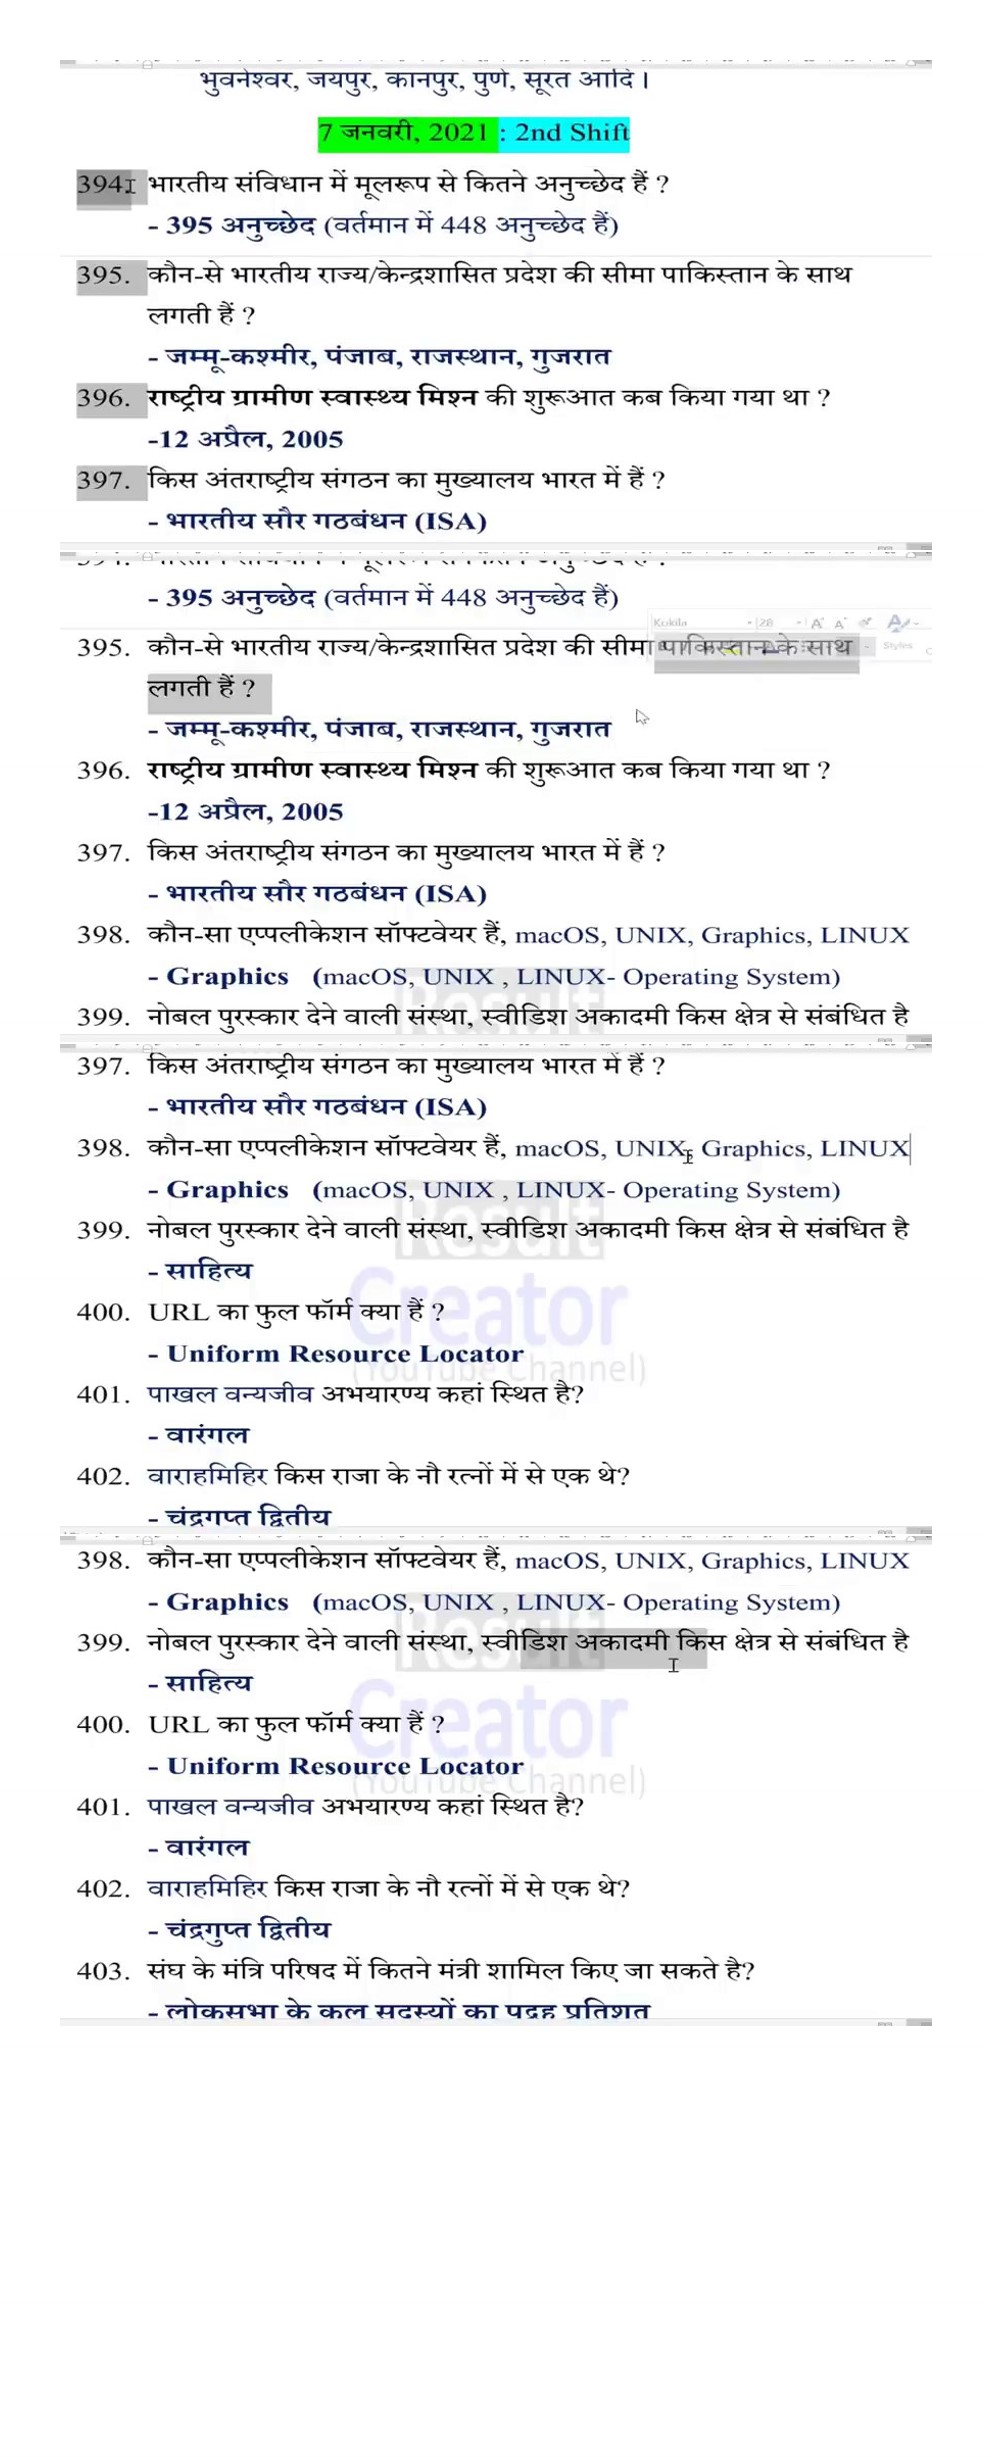 भुवनेश्वर, जयपुर, कानपुर, पुणे, सूरत आदि ।
7 जनवरी, 2021 : 2nd Shift
394. भारतीय संविधान में मूलरूप से कितने अनुच्छेद हैं ?
- 395 अनुच्छेद (वर्तमान में 448 अनुच्छेद हैं)
395. कौन-से भारतीय राज्य/केन्द्रशासित प्रदेश की सीमा पाकिस्तान के साथ
लगती हैं ?
- जम्मू-कश्मीर, पंजाब, राजस्थान, गुजरात
396. राष्ट्रीय ग्रामीण स्वास्थ्य मिश्न की शुरूआत कब किया गया था ?
-12 अप्रैल, 2005
397. किस अंतराष्ट्रीय संगठन का मुख्यालय भारत में हैं ?
- भारतीय सौर गठबंधन (ISA)
- 395 अनुच्छेद (वर्तमान में 448 अनुच्छेद हैं)
Kokila 28
395. कौन-से भारतीय राज्य/केन्द्रशासित प्रदेश की सीमा पाकिस्तान के साथ
Styles
लगती हैं ?
- जम्मू-कश्मीर, पंजाब, राजस्थान, गुजरात
396. राष्ट्रीय ग्रामीण स्वास्थ्य मिश्न की शुरूआत कब किया गया था ?
-12 अप्रैल, 2005
397. किस अंतराष्ट्रीय संगठन का मुख्यालय भारत में हैं ?
- भारतीय सौर गठबंधन (ISA)
398. कौन-सा एप्पलीकेशन सॉफ्टवेयर हैं, macOS, UNIX, Graphics, LINUX
- Graphics (macOS, UNIX , LINUX- Operating System)
Result
399. नोबल पुरस्कार देने वाली संस्था, स्वीडिश अकादमी किस क्षेत्र से संबंधित है
397. किस अंतराष्ट्रीय संगठन का मुख्यालय भारत में हैं ?
- भारतीय सौर गठबंधन (ISA)
398. कौन-सा एप्पलीकेशन सॉफ्टवेयर हैं, macOS, UNIX, Graphics, LINUX
- Graphics (macOS, UNIX , LINUX- Operating System)
Result
399. नोबल पुरस्कार देने वाली संस्था, स्वीडिश अकादमी किस क्षेत्र से संबंधित है
- साहित्य
Creator
400. URL का फुल फॉर्म क्या हैं ?
- Uniform Resource Locator
(YouTube Channel)
401. पाखल वन्यजीव अभयारण्य कहां स्थित है?
- वारंगल
402. वाराहमिहिर किस राजा के नौ रत्नों में से एक थे?
- चंद्रगुप्त द्वितीय
398. कौन-सा एप्पलीकेशन सॉफ्टवेयर हैं, macOS, UNIX, Graphics, LINUX
- Graphics (macOS, UNIX , LINUX- Operating System)
Result
399. नोबल पुरस्कार देने वाली संस्था, स्वीडिश अकादमी किस क्षेत्र से संबंधित है
- साहित्य
Creator
400. URL का फुल फॉर्म क्या हैं ?
- Uniform Resource Locator
(YouTube Channel)
401. पाखल वन्यजीव अभयारण्य कहां स्थित है?
- वारंगल
402. वाराहमिहिर किस राजा के नौ रत्नों में से एक थे?
- चंद्रगुप्त द्वितीय
403. संघ के मंत्रि परिषद में कितने मंत्री शामिल किए जा सकते है?
- लोकसभा के कुल सदस्यों का पंद्रह प्रतिशत